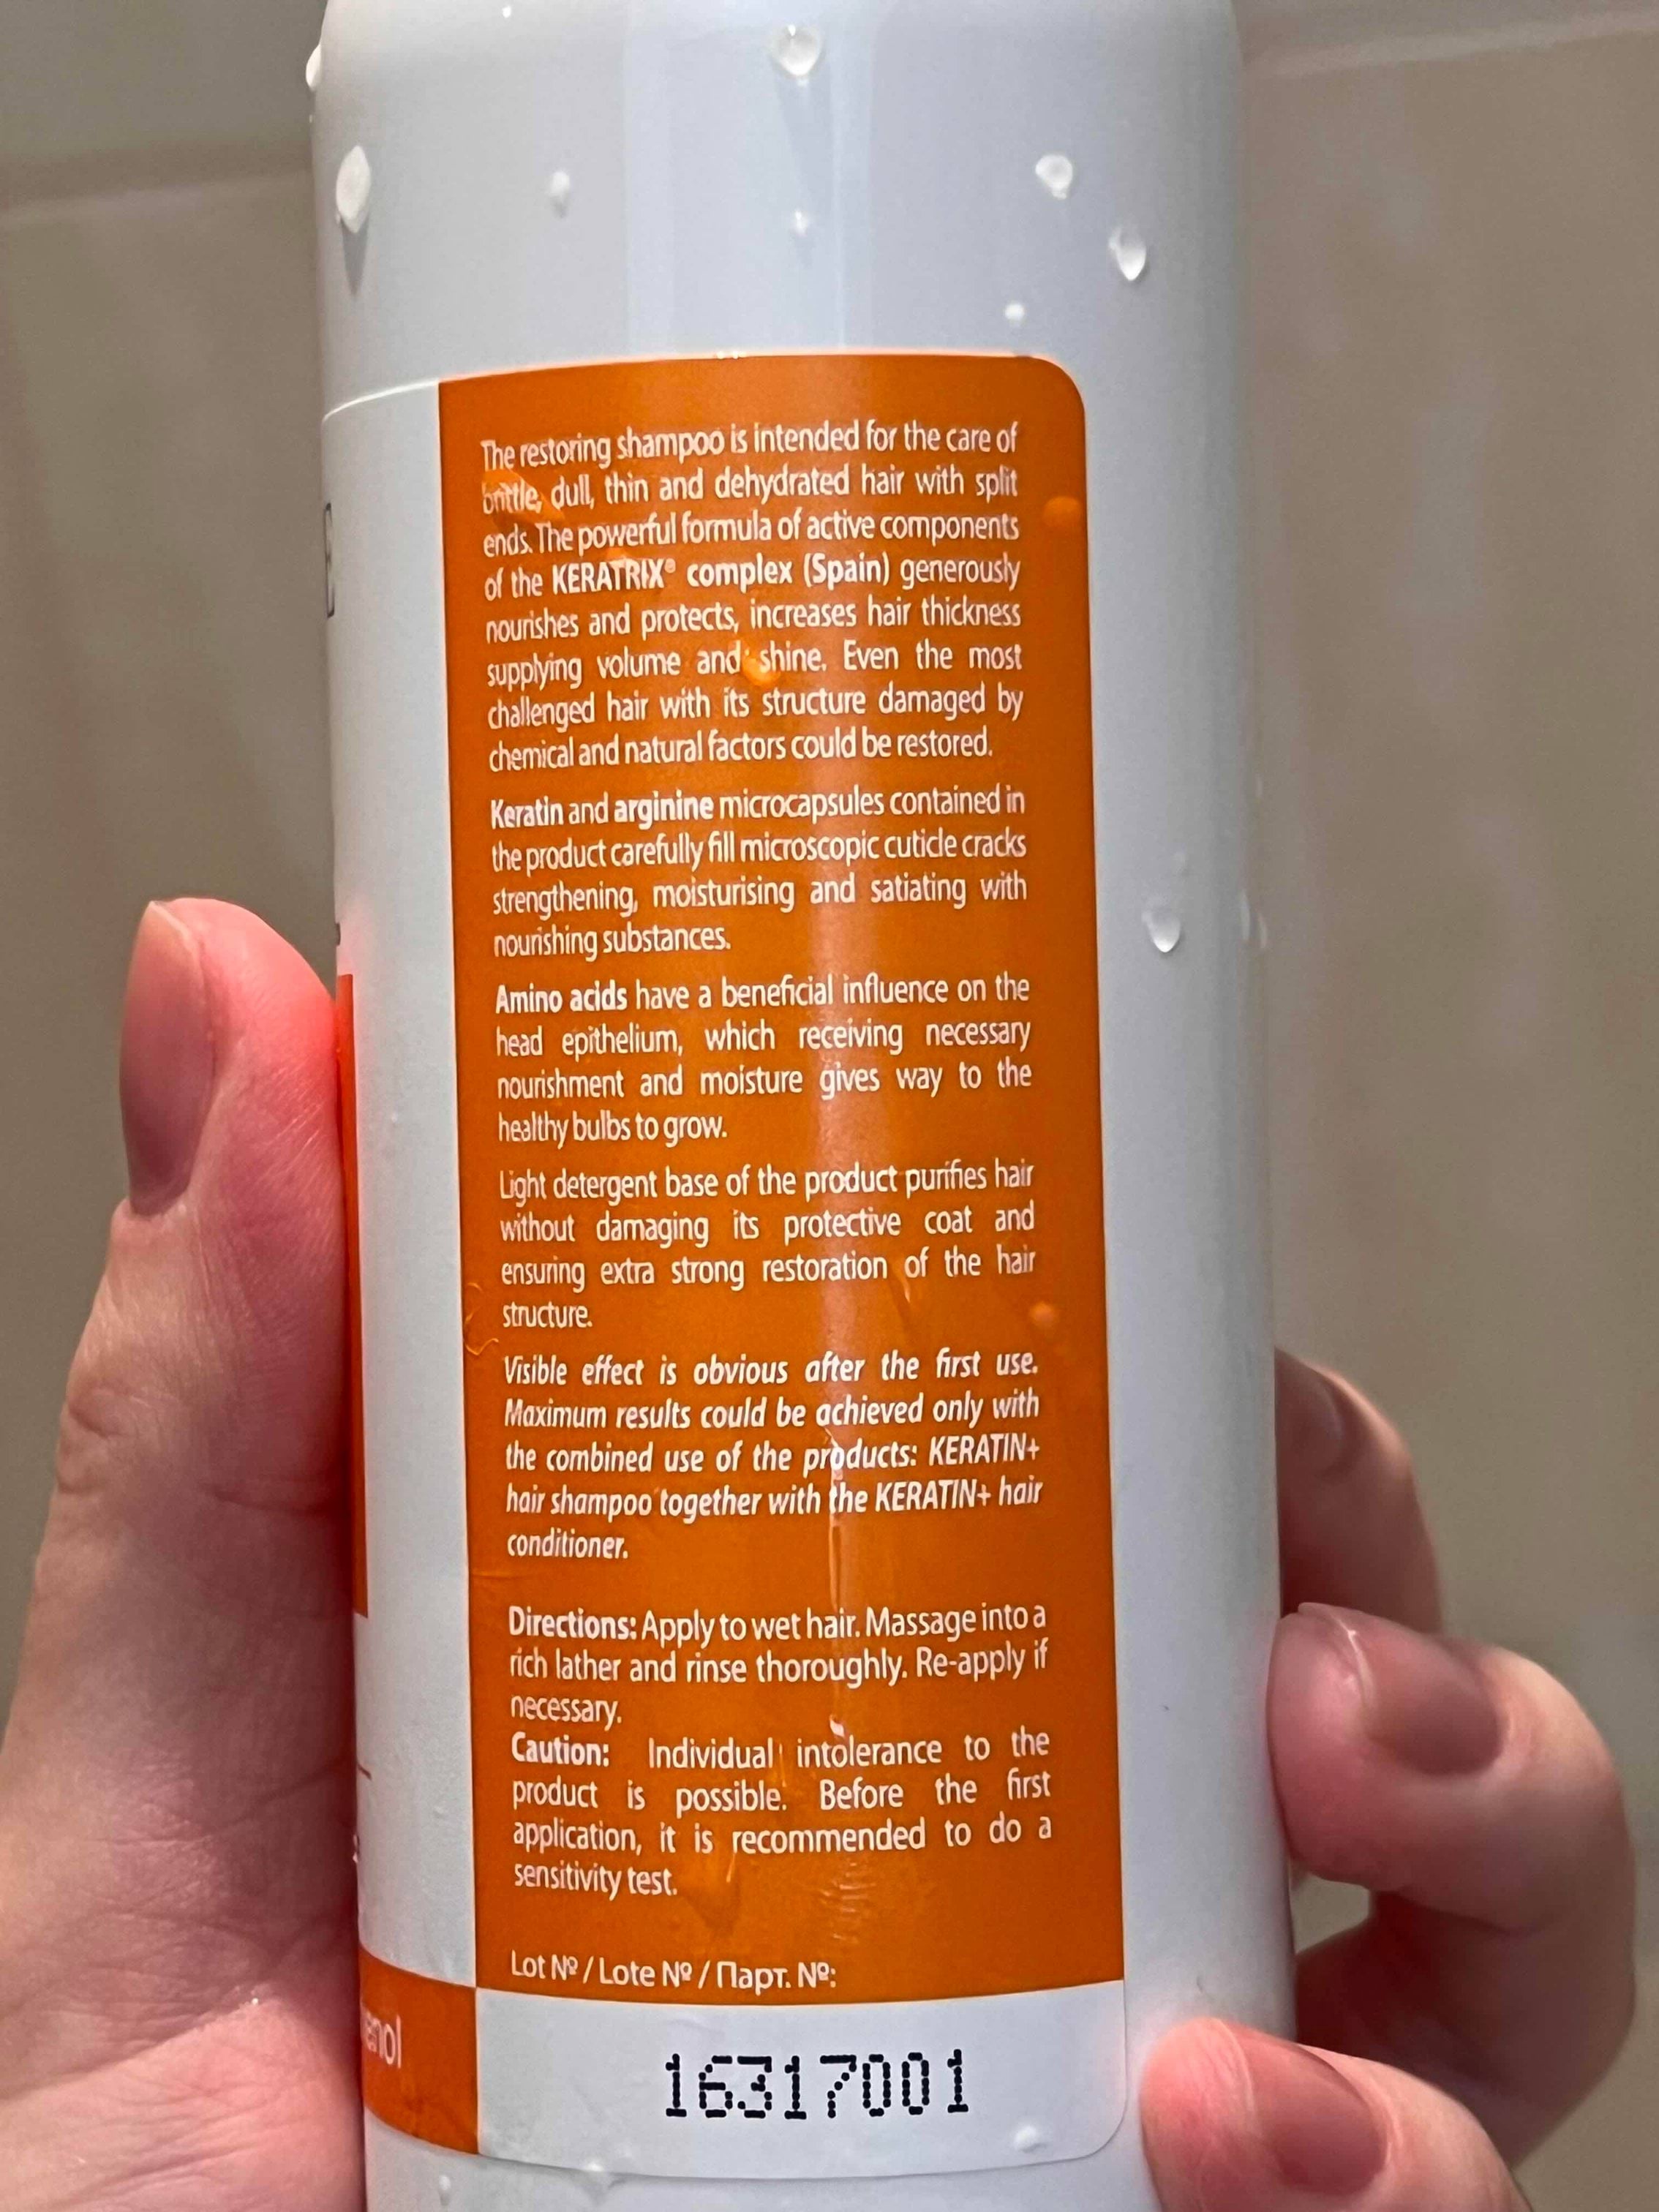 The restoring shampoo is intended for the care of
brittle, dull, thin and dehydrated hair with split
ends. The powerful formula of active components
of the KERATRIX® complex (Spain) generously
nourishes and protects, increases hair thickness
supplying volume and shine. Even the most
challenged hair with its structure damaged by
chemical and natural factors could be restored.
Keratin and arginine microcapsules contained in
the product carefully fill microscopic cuticle cracks
strengthening, moisturising and satiating with
nourishing substances.
Amino acids have a beneficial influence on the
head epithelium, which receiving necessary
nourishment and moisture gives way to the
healthy bulbs to grow.
Light detergent base of the product purifies hair
without damaging its protective coat and
ensuring extra strong restoration of the hair
structure.
Visible effect is obvious after the first use.
Maximum results could be achieved only with
the combined use of the products: KERATIN+
hair shampoo together with the KERATIN+ hair
conditioner.
Directions: Apply to wet hair. Massage into a
rich lather and rinse thoroughly. Re-apply if
necessary.
Caution: Individual intolerance to the
product is possible. Before the first
application, it is recommended to do a
sensitivity test.
Lot Nº / Lote Nº / Парт. Nº:
16317001